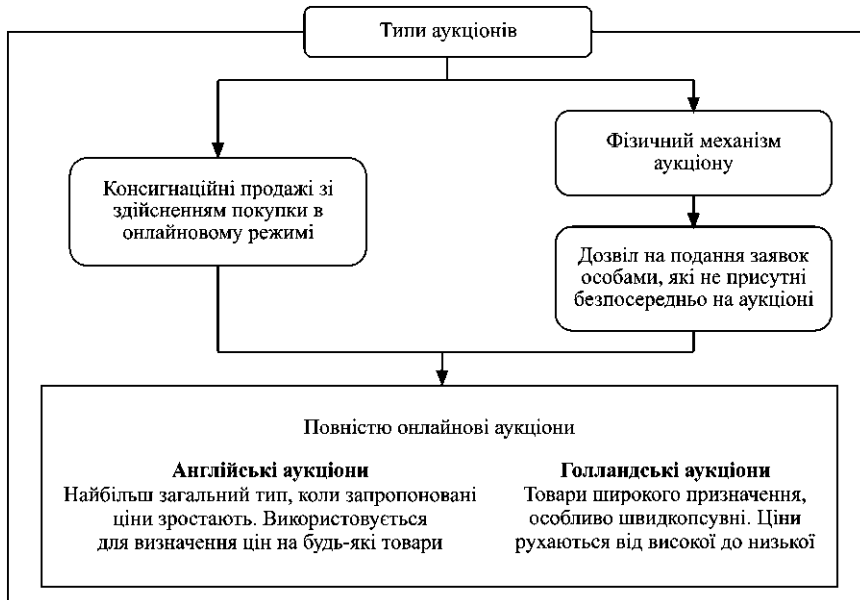 Типи аукціонів
Консигнаційні продажі зі
здійсненням покупки в
онлайновому режимі
Фізичний механізм
аукціону
Дозвіл на подання заявок
особами, які не присутні
безпосередньо на аукціоні
Повністю онлайнові аукціони
Англійські аукціони
Найбільш загальний тип, коли запропоновані
ціни зростають. Використовується
для визначення цін на будь-які товари
Голландські аукціони
Товари широкого призначення,
особливо швидкопсувні. Ціни
рухаються від високої до низької